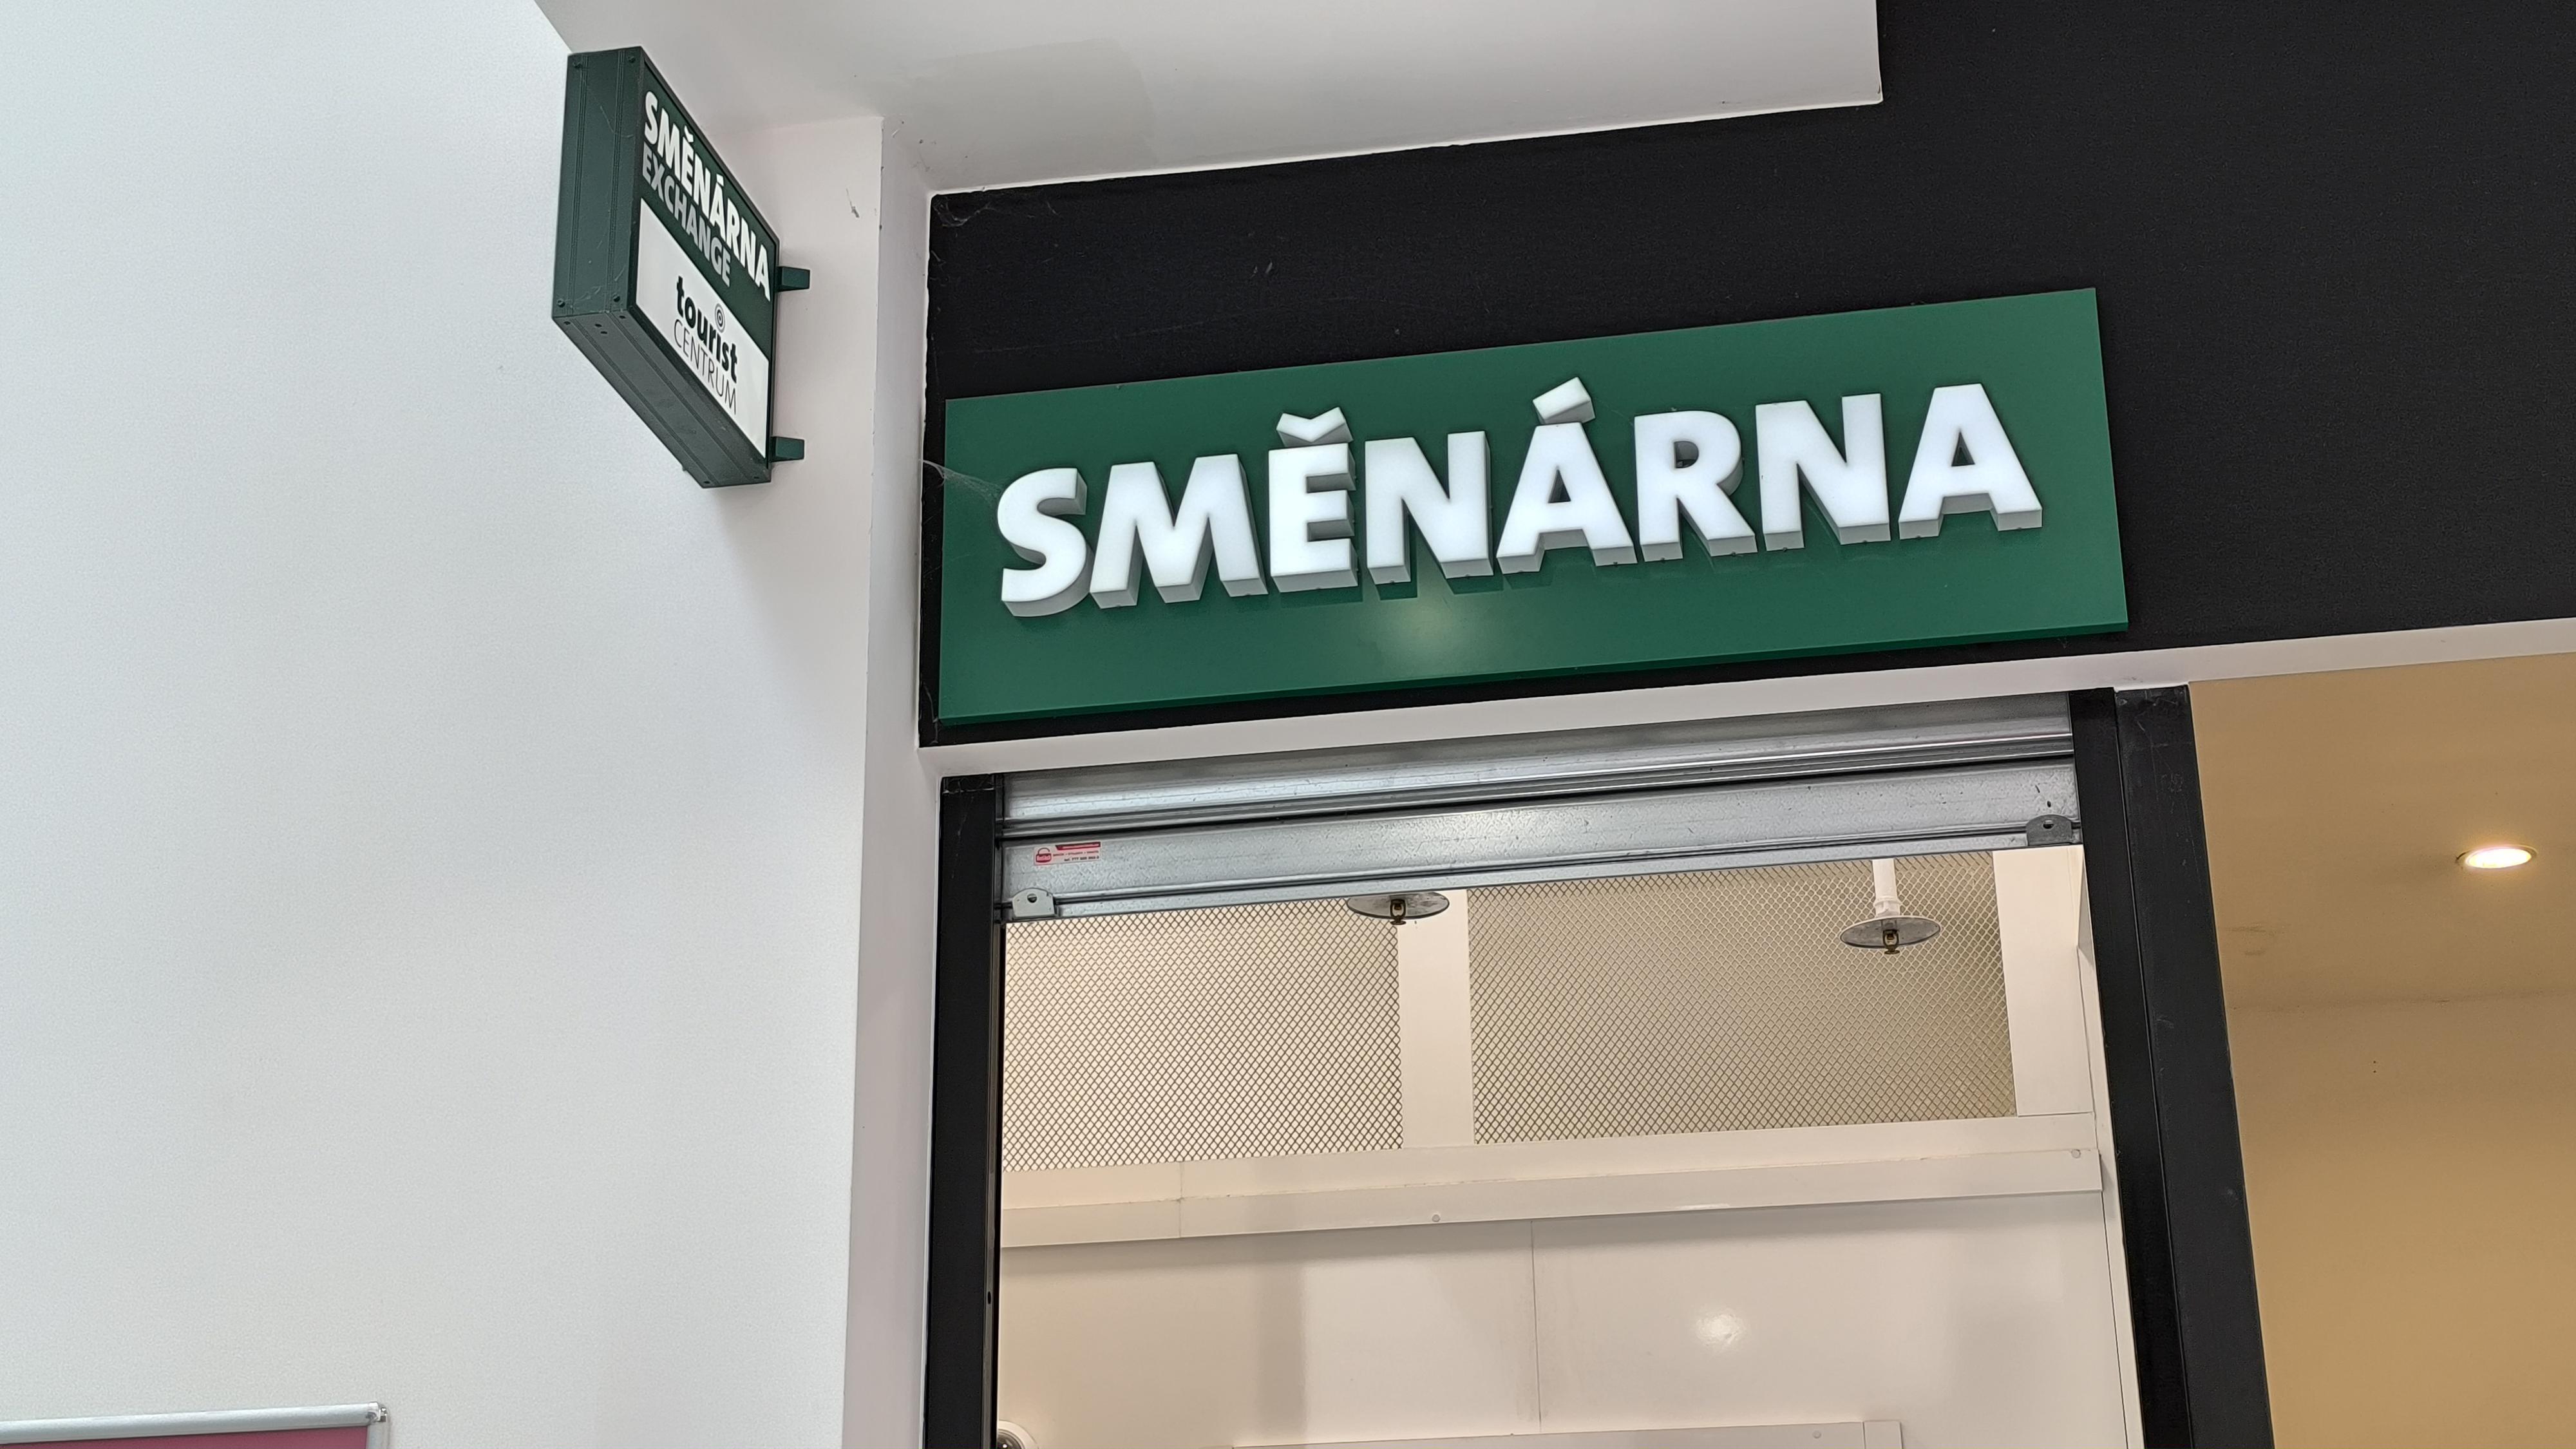 SMĚNÁRNA
EXCHANGE
tourist
CENTRUM
SMĚNÁRNA